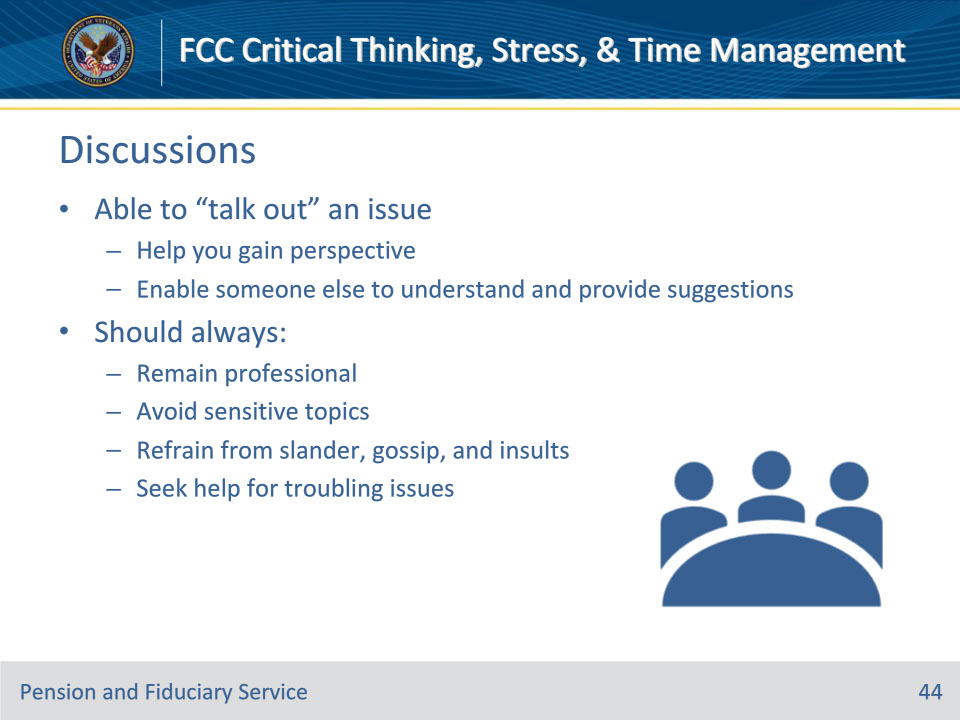 FCC Critical Thinking, Stress, & Time Management
Discussions
• Able to “talk out” an issue
– Help you gain perspective
– Enable someone else to understand and provide suggestions
• Should always:
– Remain professional
– Avoid sensitive topics
– Refrain from slander, gossip, and insults
– Seek help for troubling issues
Pension and Fiduciary Service
44